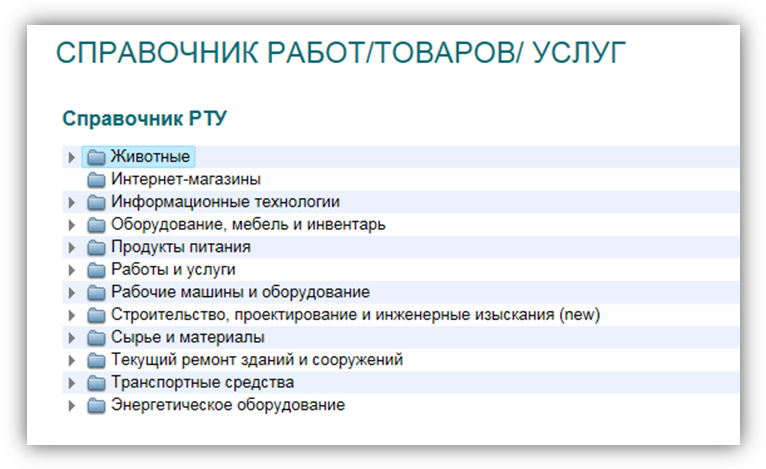 СПРАВОЧНИК РАБОТ/ТОВАРОВ/ УСЛУГ
Справочник РТУ
Животные
Интернет-магазины
Информационные технологии
Оборудование, мебель и инвентарь
Продукты питания
Работы и услуги
Рабочие машины и оборудование
Строительство, проектирование и инженерные изыскания (new)
Сырье и материалы
Текущий ремонт зданий и сооружений
Транспортные средства
Энергетическое оборудование